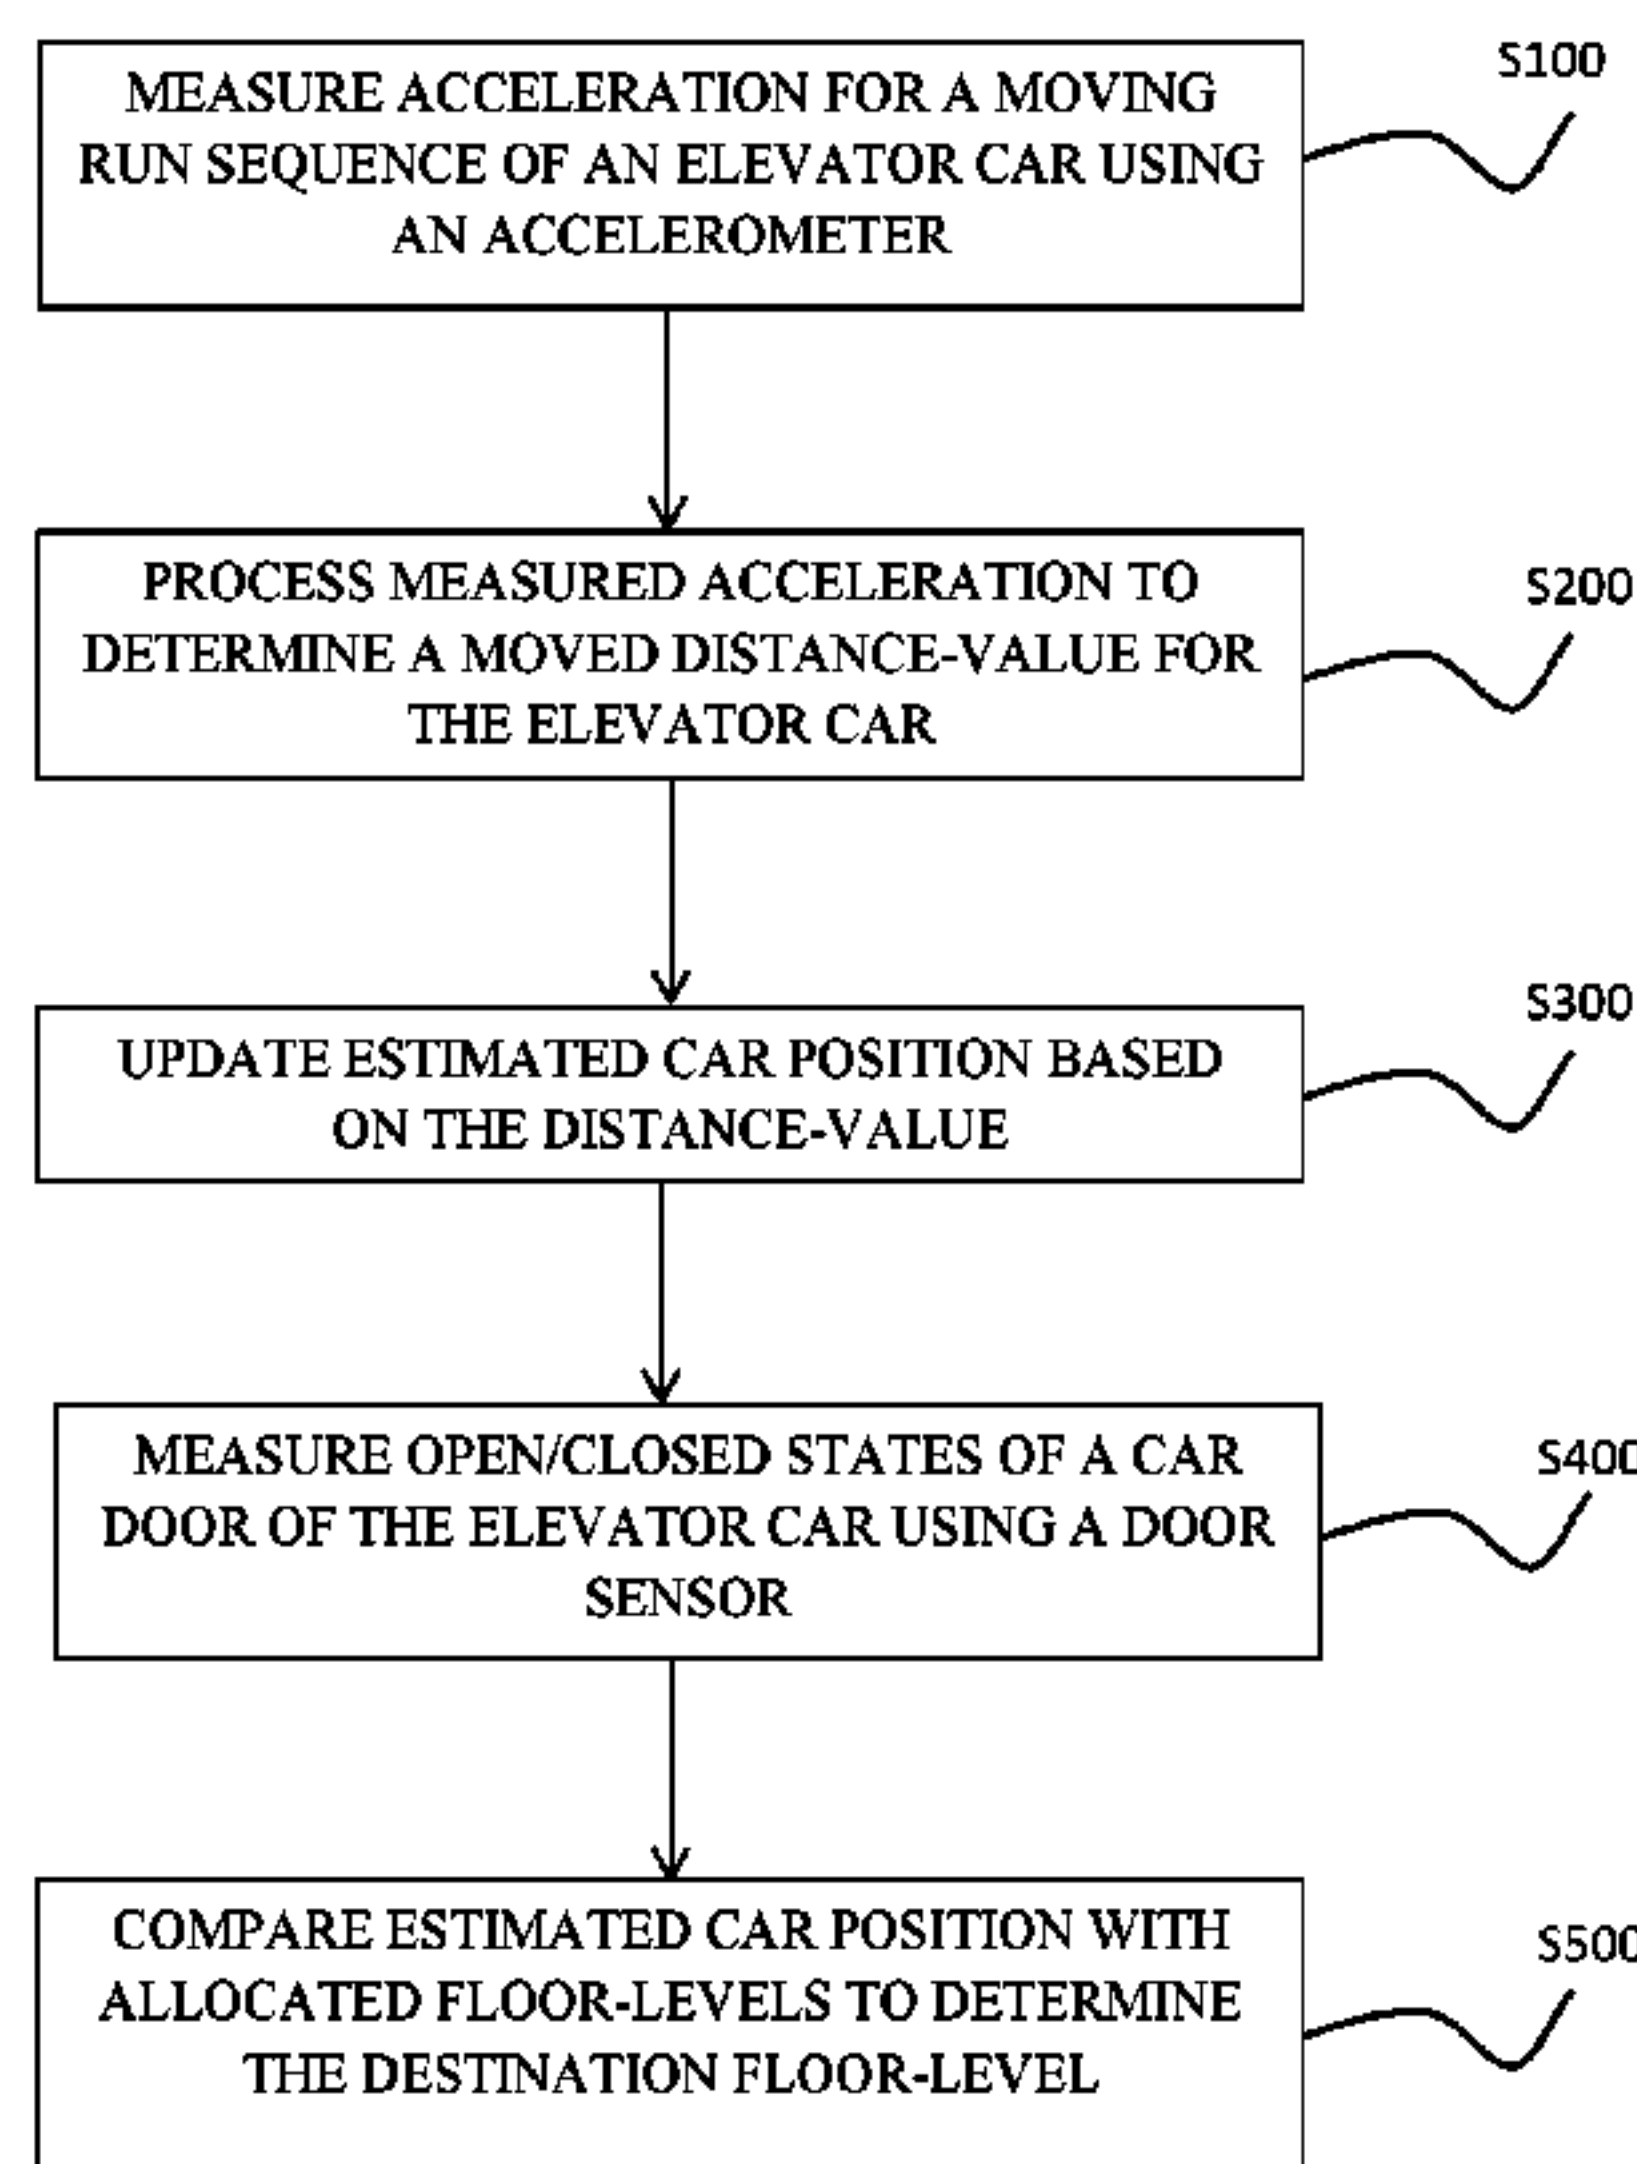 S100
MEASURE ACCELERATION FOR A MOVING
RUN SEQUENCE OF AN ELEVATOR CAR USING
AN ACCELEROMETER
S200
PROCESS MEASURED ACCELERATION TO
DETERMINE A MOVED DISTANCE-VALUE FOR
THE ELEVATOR CAR
S300
UPDATE ESTIMATED CAR POSITION BASED
ON THE DISTANCE-VALUE
S400
MEASURE OPEN/CLOSED STATES OF A CAR
DOOR OF THE ELEVATOR CAR USING A DOOR
SENSOR
S500
COMPARE ESTIMATED CAR POSITION WITH
ALLOCATED FLOOR-LEVELS TO DETERMINE
THE DESTINATION FLOOR-LEVEL